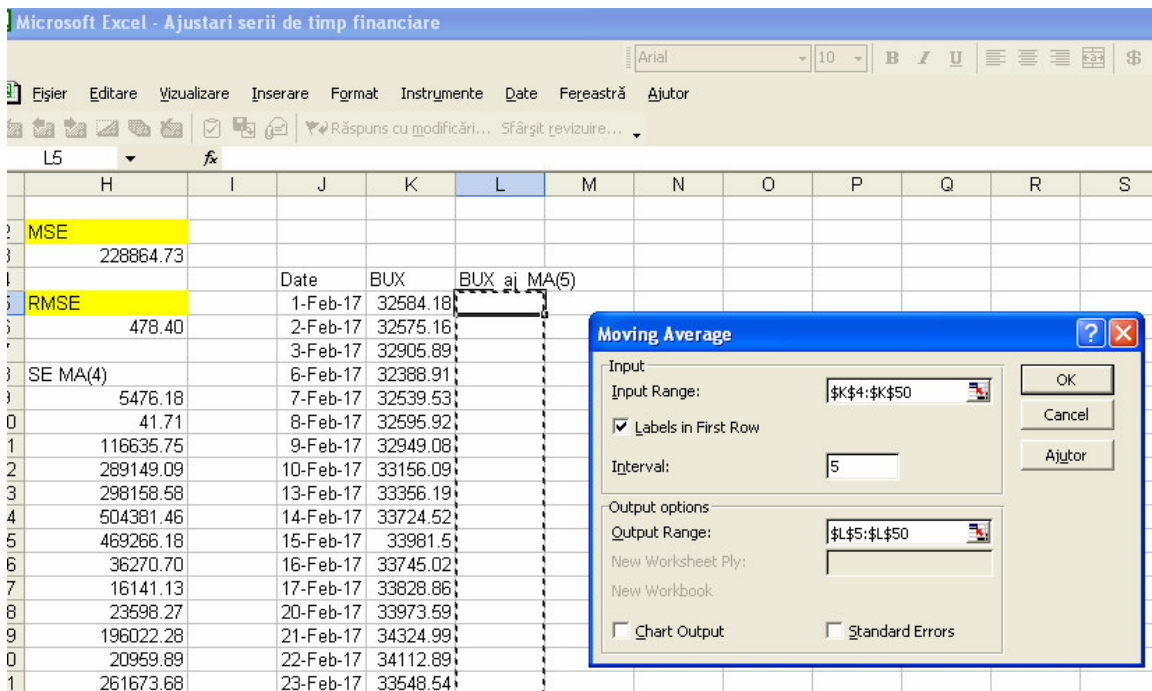 Microsoft Excel - Ajustari serii de timp financiare
Arial 10 B I U $
Fişier Editare Vizualizare Inserare Format Instrumente Date Fereastră Ajutor
Răspuns cu modificări... Sfârşit revizuire...
L5 fx
H I J K L M N O P Q R S
MSE
228864.73
Date BUX BUX_aj_MA(5)
RMSE 1-Feb-17 32584.18
478.40 2-Feb-17 32575.16
3-Feb-17 32905.89
SE MA(4) 6-Feb-17 32388.91
5476.18 7-Feb-17 32539.53
41.71 8-Feb-17 32595.92
116635.75 9-Feb-17 32949.08
289149.09 10-Feb-17 33156.09
298158.58 13-Feb-17 33356.19
504381.46 14-Feb-17 33724.52
469266.18 15-Feb-17 33981.5
36270.70 16-Feb-17 33745.02
16141.13 17-Feb-17 33828.86
23598.27 20-Feb-17 33973.59
196022.28 21-Feb-17 34324.99
20959.89 22-Feb-17 34112.89
261673.68 23-Feb-17 33548.54
Moving Average
Input
Input Range: $K$4:$K$50
Labels in First Row
Interval: 5
Output options
Output Range: $L$5:$L$50
New Worksheet Ply:
New Workbook
Chart Output Standard Errors
OK
Cancel
Ajutor